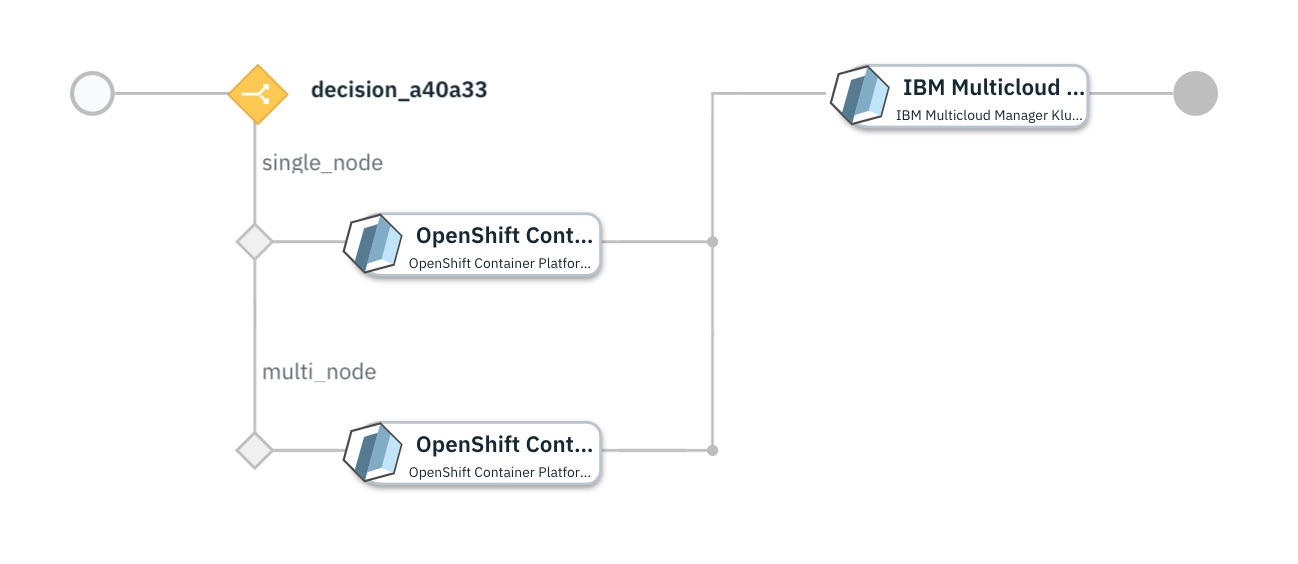 decision_a40a33
IBM Multicloud ...
IBM Multicloud Manager Klu...
single_node
OpenShift Cont...
OpenShift Container Platfor...
multi_node
OpenShift Cont...
OpenShift Container Platfor...